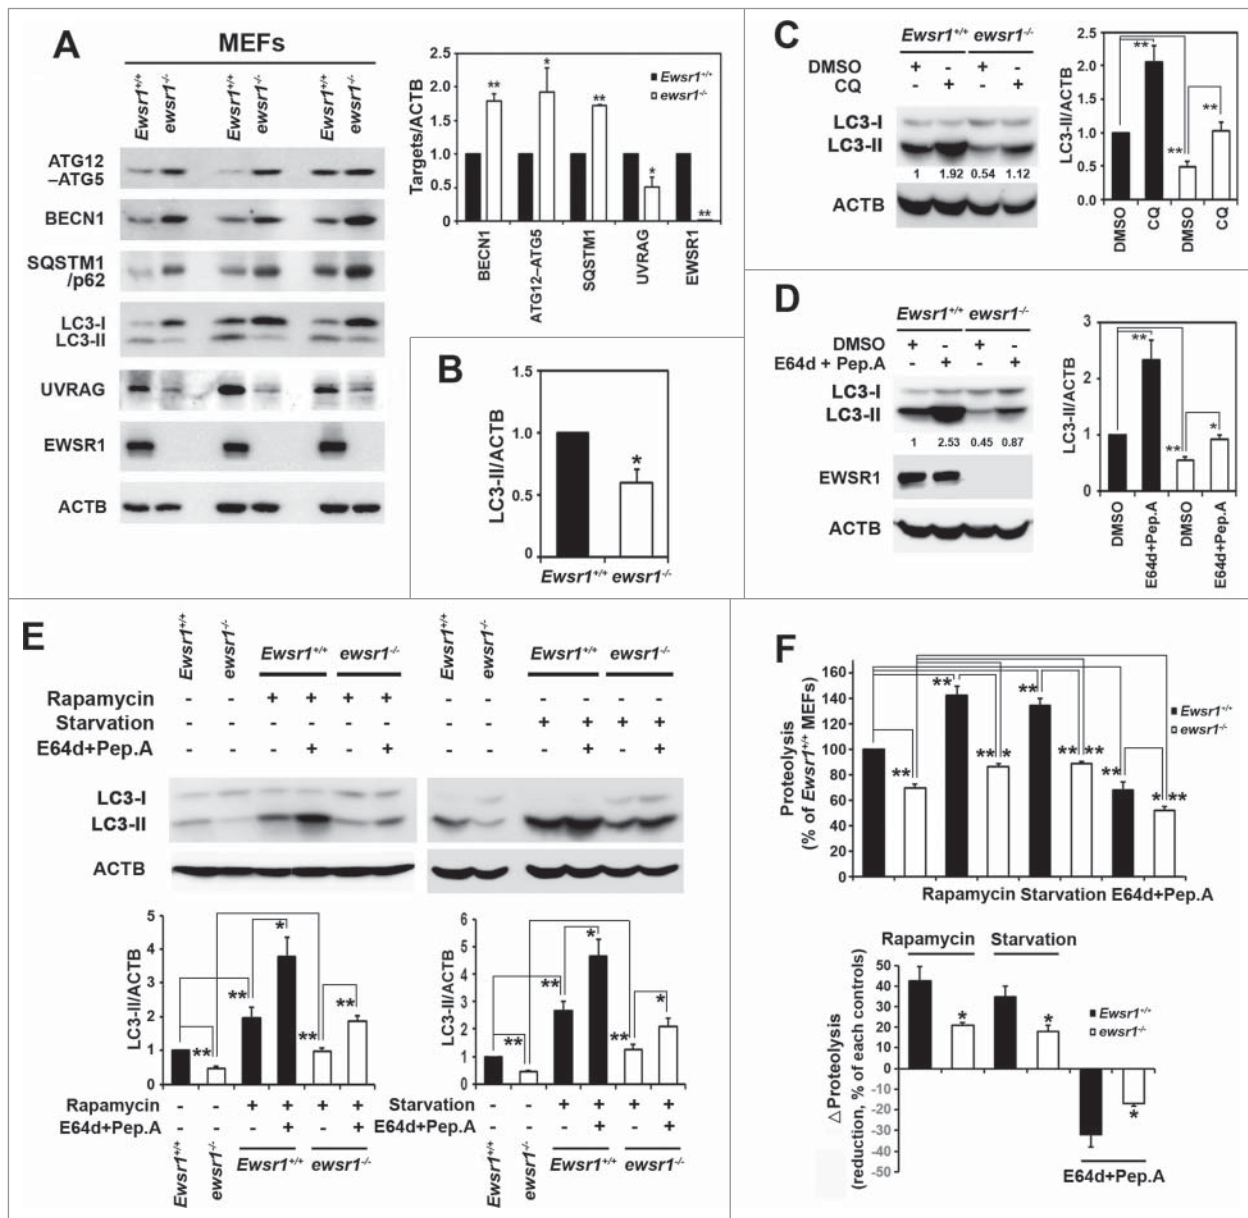 A
MEFs
Ewsr1+/+
ewsr1-/-
Ewsr1+/+
ewsr1-/-
Ewsr1+/+
ewsr1-/-
ATG12
–ATG5
BECN1
SQSTM1
/p62
LC3-I
LC3-II
UVRAG
EWSR1
ACTB
Targets/ACTB
2.5
2.0
1.5
1.0
0.5
0
** * ** * **
Ewsr1+/+
ewsr1-/-
BECN1
ATG12–ATG5
SQSTM1
UVRAG
EWSR1
B
LC3-II/ACTB
1.5
1.0
0.5
0
*
Ewsr1+/+ ewsr1-/-
C
Ewsr1+/+ ewsr1-/-
DMSO + - + -
CQ - + - +
LC3-I
LC3-II
1 1.92 0.54 1.12
ACTB
LC3-II/ACTB
2.5
2.0
1.5
1.0
0.5
0.0
** ** **
DMSO
CQ
DMSO
CQ
D
Ewsr1+/+ ewsr1-/-
DMSO + - + -
E64d + Pep.A - + - +
LC3-I
LC3-II
1 2.53 0.45 0.87
EWSR1
ACTB
LC3-II/ACTB
3
2
1
0
** ** *
DMSO
E64d+Pep.A
DMSO
E64d+Pep.A
E
Ewsr1+/+
ewsr1-/-
Ewsr1+/+ ewsr1-/-
Ewsr1+/+
ewsr1-/-
Ewsr1+/+ ewsr1-/-
Rapamycin - - + + + + - - - - - -
Starvation - - - - - - - - + + + +
E64d+Pep.A - - - + - + - - - + - +
LC3-I
LC3-II
ACTB
LC3-II/ACTB
5
4
3
2
1
0
** ** * ** **
Rapamycin - - + + + +
E64d+Pep.A - - - + - +
Ewsr1+/+
ewsr1-/-
Ewsr1+/+ ewsr1-/-
LC3-II/ACTB
6
5
4
3
2
1
0
** ** * ** *
Starvation - - + + + +
E64d+Pep.A - - - + - +
Ewsr1+/+
ewsr1-/-
Ewsr1+/+ ewsr1-/-
F
Proteolysis
(% of Ewsr1+/+ MEFs)
160
140
120
100
80
60
40
20
0
** ** ** * ** ** ** ** * **
Ewsr1+/+
ewsr1-/-
Rapamycin Starvation E64d+Pep.A
Rapamycin Starvation
△Proteolysis
(reduction, % of each controls)
50
40
30
20
10
0
-10
-20
-30
-40
-50
* * *
Ewsr1+/+
ewsr1-/-
E64d+Pep.A